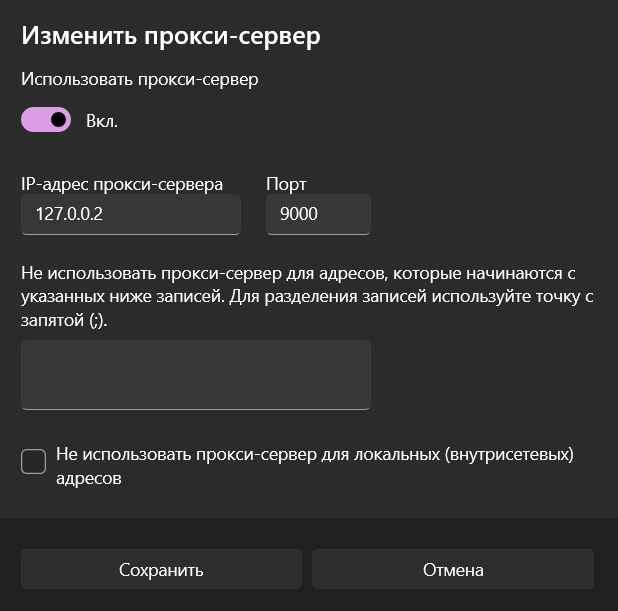 Изменить прокси-сервер
Использовать прокси-сервер
Вкл.
IP-адрес прокси-сервера
Порт
127.0.0.2
9000
Не использовать прокси-сервер для адресов, которые начинаются с
указанных ниже записей. Для разделения записей используйте точку с
запятой (;).
Не использовать прокси-сервер для локальных (внутрисетевых)
адресов
Сохранить
Отмена